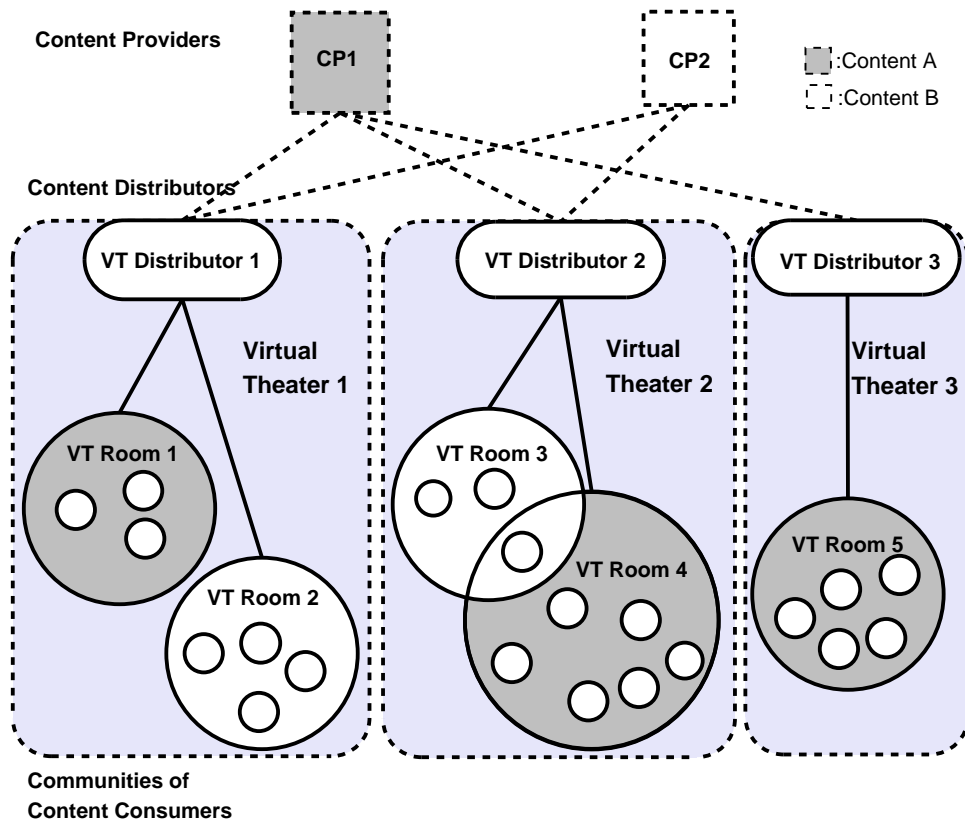 Content Providers
CP1
CP2
:Content A
:Content B
Content Distributors
VT Distributor 1
VT Distributor 2
VT Distributor 3
Virtual
Theater 1
Virtual
Theater 2
Virtual
Theater 3
VT Room 1
VT Room 2
VT Room 3
VT Room 4
VT Room 5
Communities of
Content Consumers